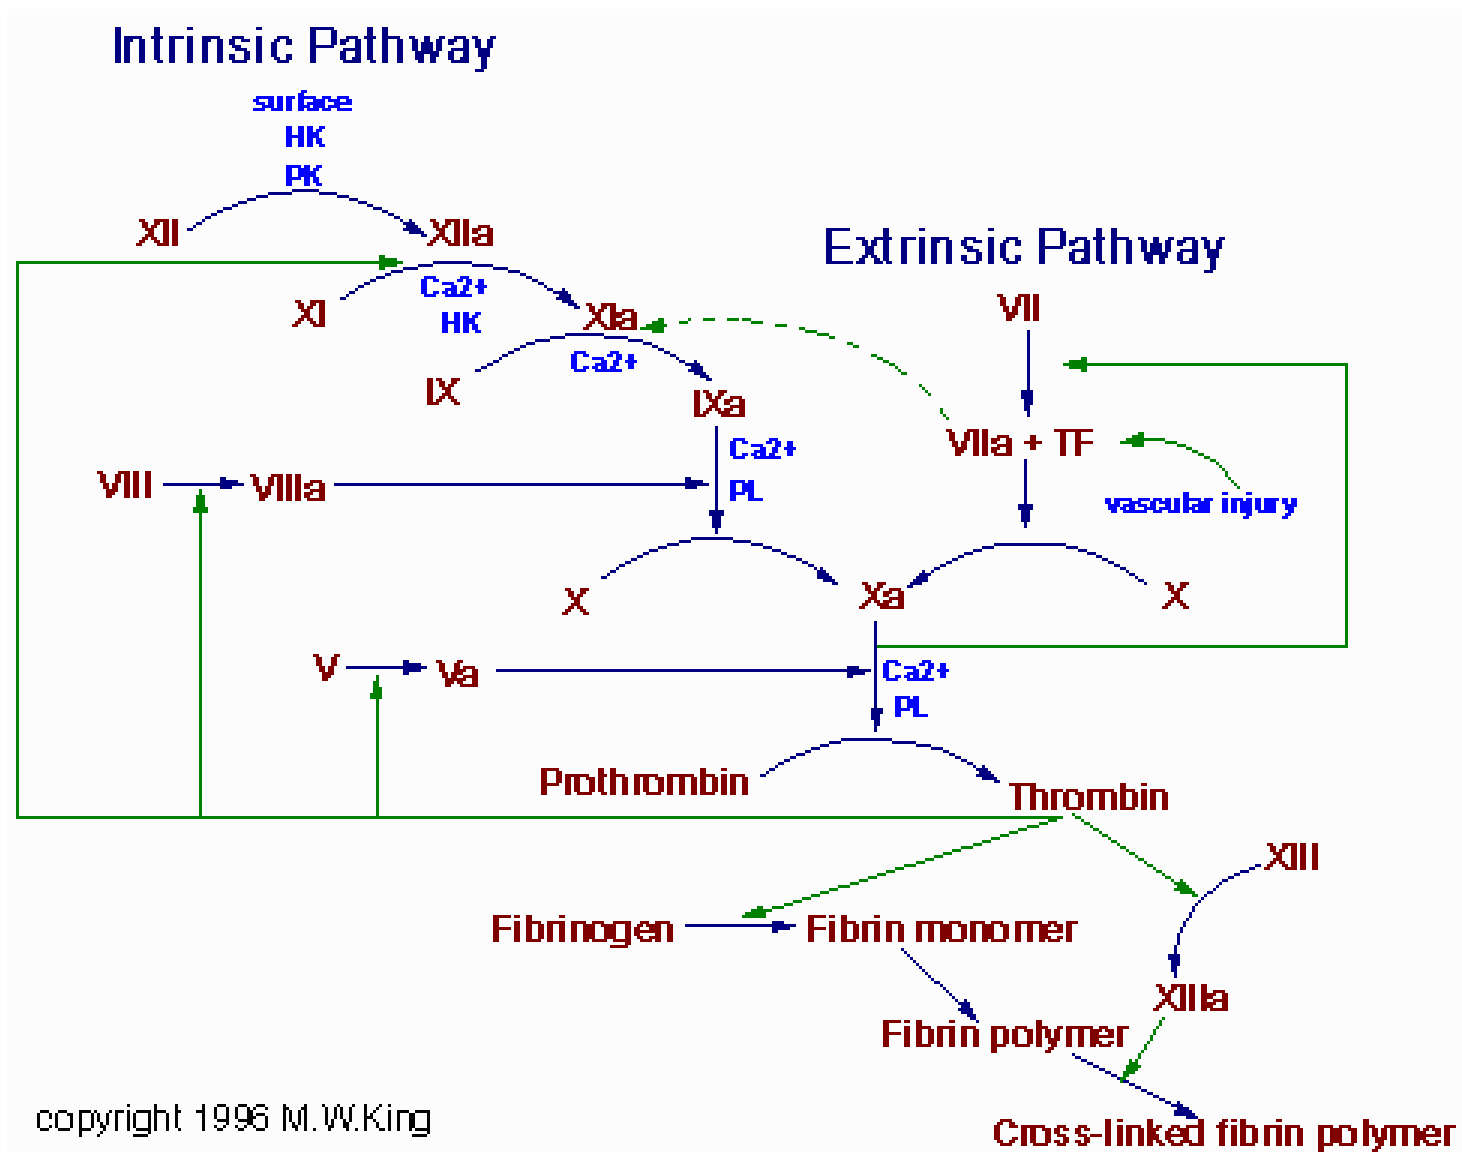 Intrinsic Pathway
surface
HK
PK
XII
XIIa
Extrinsic Pathway
Ca2+
HK
XI
XIa
VII
Ca2+
IX
IXa
VIIa + TF
Ca2+
PL
VIII
VIIIa
vascular injury
X
Xa
X
V
Va
Ca2+
PL
Prothrombin
Thrombin
XIII
Fibrinogen
Fibrin monomer
XIIIa
Fibrin polymer
copyright 1996 M.W.King
Cross-linked fibrin polymer